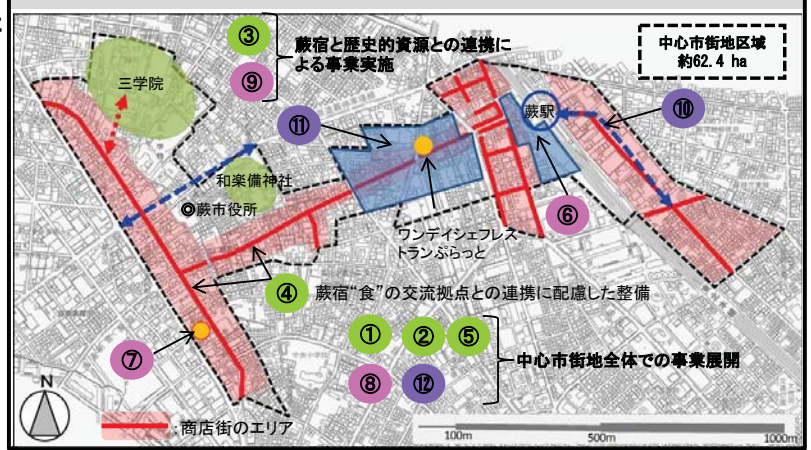 ③
⑨
蕨宿と歴史的資源との連携に
よる事業実施
中心市街地区域
約62.4 ha
三学院
⑪
蕨駅
⑩
和楽備神社
◎蕨市役所
⑥
ワンデイシェフレス
トランぷらっと
④ 蕨宿“食”の交流拠点との連携に配慮した整備
⑦
① ② ⑤
⑧ ⑫
中心市街地全体での事業展開
N
:商店街のエリア
100m 500m 1000m